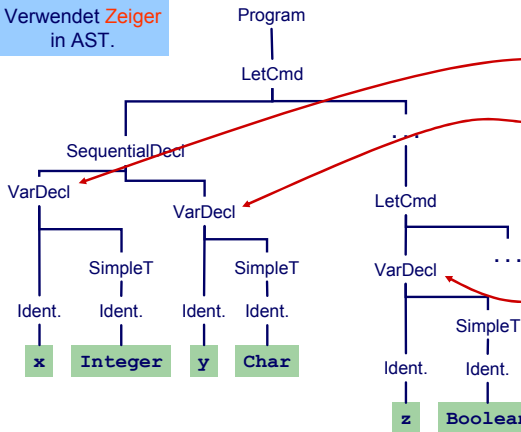 Verwendet Zeiger
in AST.
Program
LetCmd
...
SequentialDecl
VarDecl
VarDecl
LetCmd
SimpleT
SimpleT
VarDecl
...
Ident.
Ident.
Ident.
Ident.
SimpleT
x
Integer
y
Char
Ident.
Ident.
z
Boolean